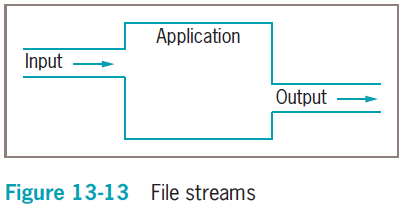 Application
Input
Output
Figure 13-13 File streams